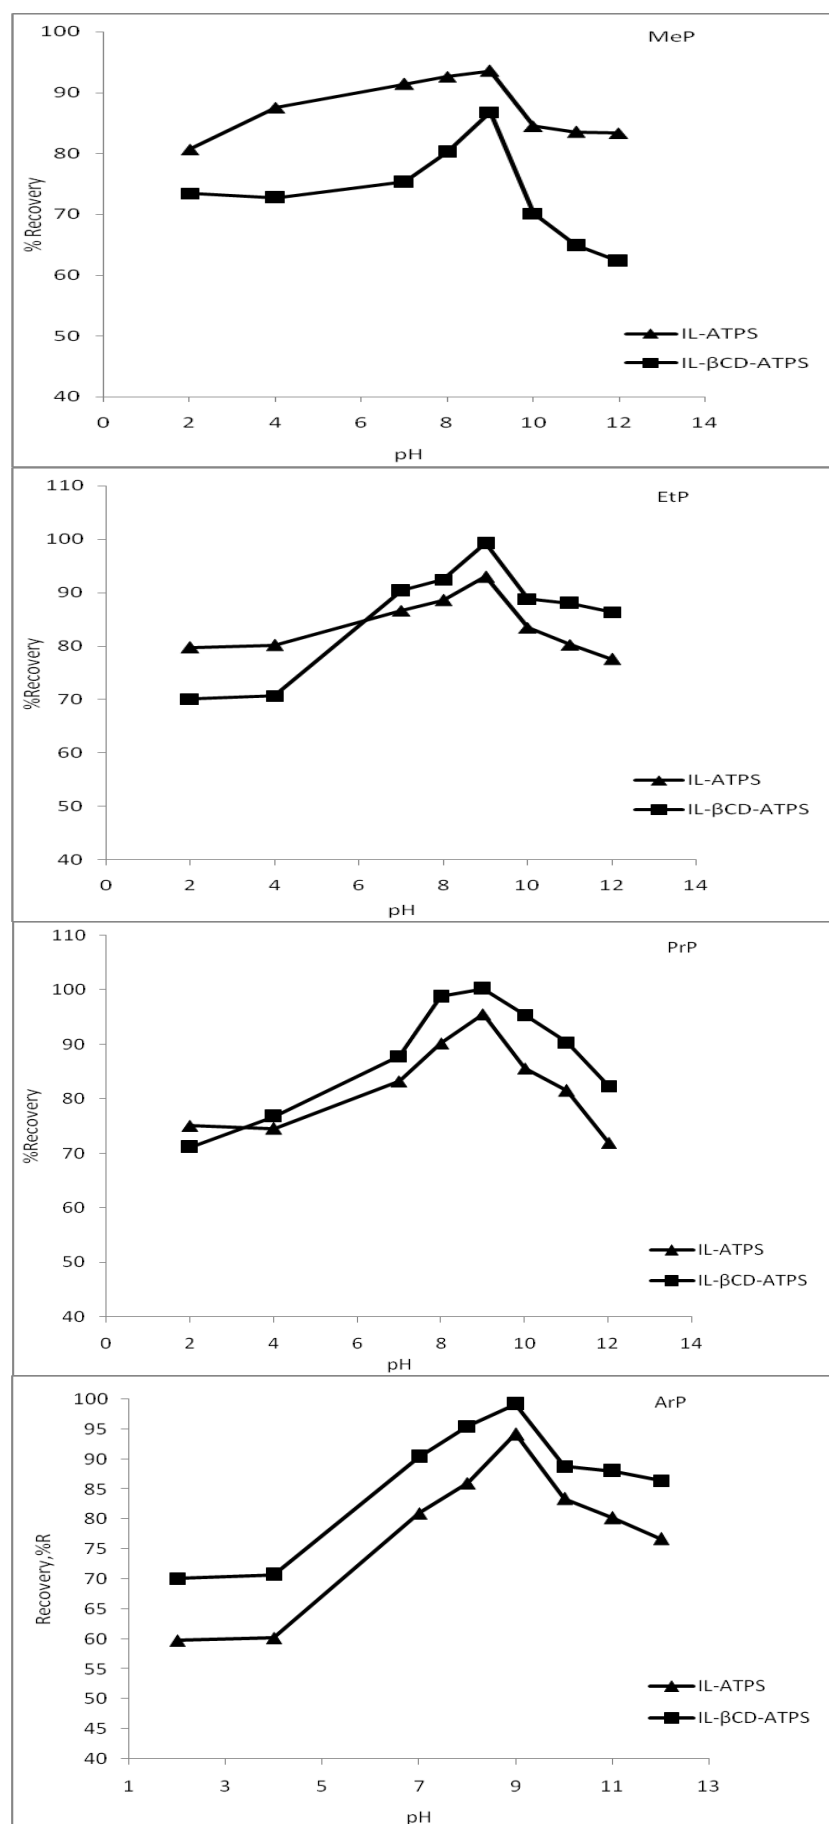 MeP
100
90
80
70
60
50
40
% Recovery
0 2 4 6 8 10 12 14
pH
IL-ATPS
IL-βCD-ATPS
EtP
110
100
90
80
70
60
50
40
%Recovery
0 2 4 6 8 10 12 14
pH
IL-ATPS
IL-βCD-ATPS
PrP
110
100
90
80
70
60
50
40
%Recovery
0 2 4 6 8 10 12 14
pH
IL-ATPS
IL-βCD-ATPS
ArP
100
95
90
85
80
75
70
65
60
55
50
45
40
Recovery,%R
1 3 5 7 9 11 13
pH
IL-ATPS
IL-βCD-ATPS